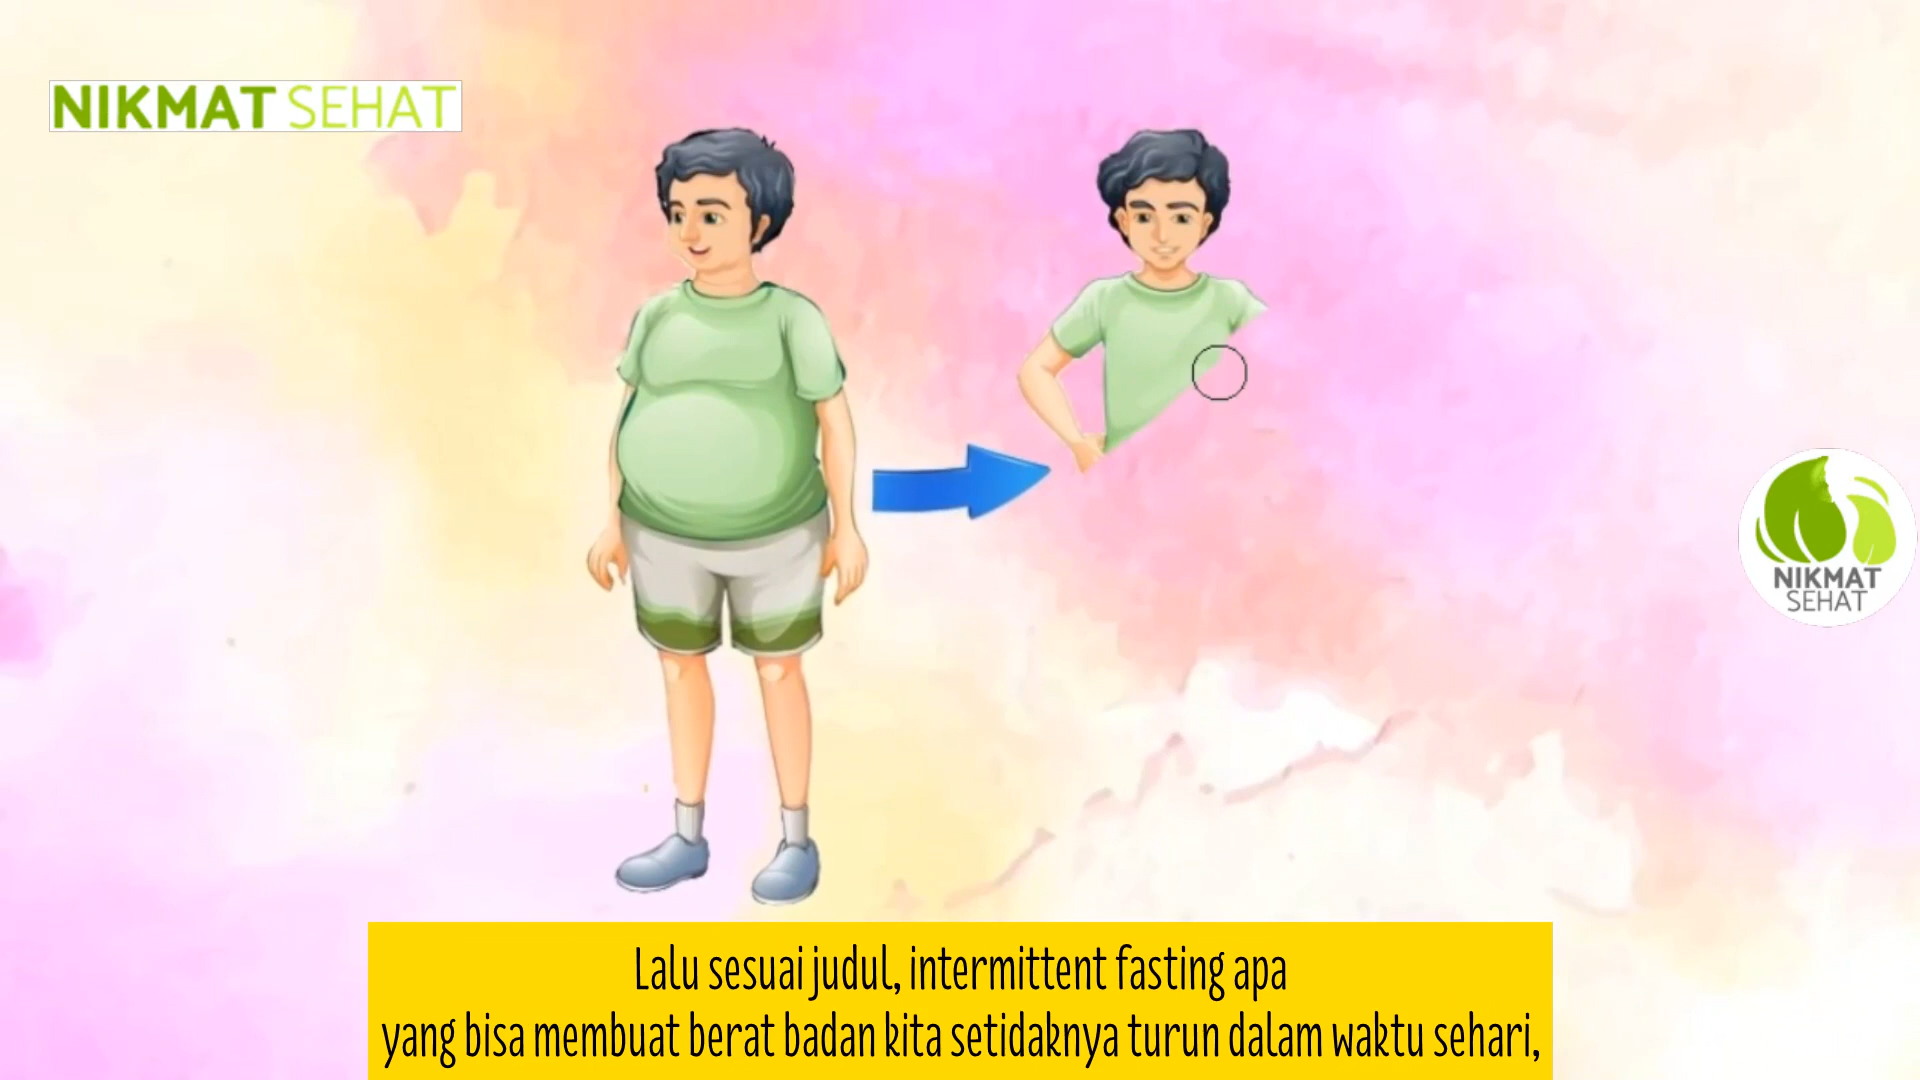 NIKMAT SEHAT
NIKMAT
SEHAT
Lalu sesuai judul, intermittent fasting apa
yang bisa membuat berat badan kita setidaknya turun dalam waktu sehari,